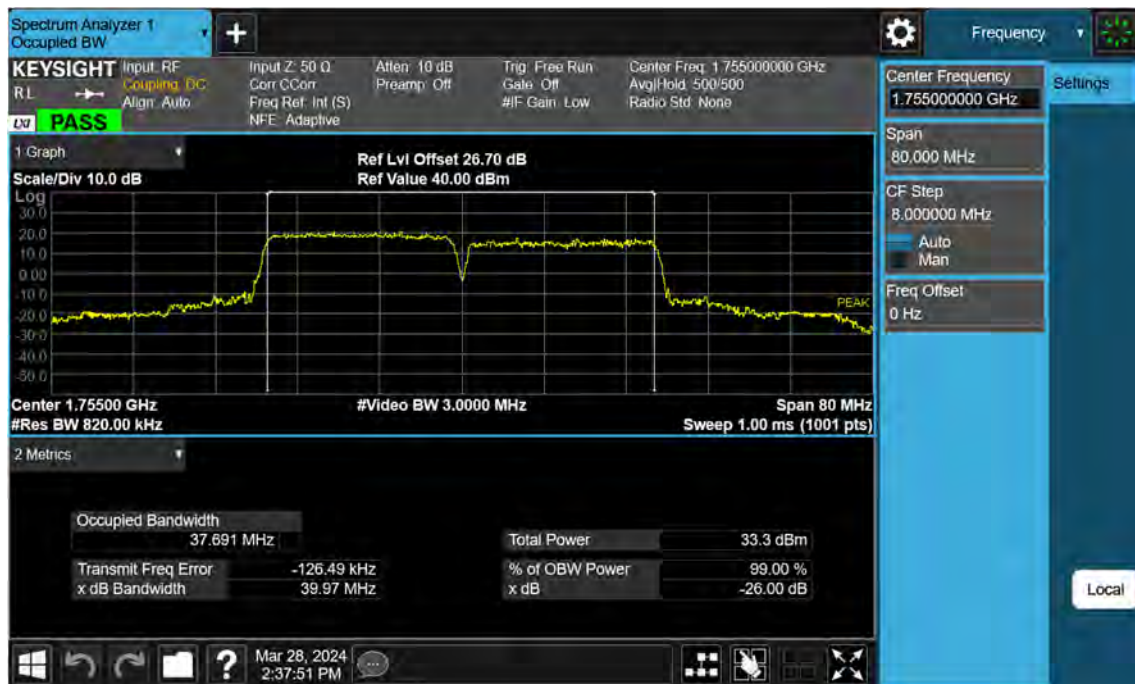 Spectrum Analyzer 1
Occupied BW
+
Frequency
KEYSIGHT
RL
LXI PASS
Input: RF
Coupling: DC
Align: Auto
Input Z: 50 Ω
Corr CCorr
Freq Ref: Int (S)
NFE: Adaptive
Atten: 10 dB
Preamp: Off
Trig: Free Run
Gate: Off
#IF Gain: Low
Center Freq: 1.755000000 GHz
Avg|Hold: 500/500
Radio Std: None
1 Graph
Scale/Div 10.0 dB
Ref Lvl Offset 26.70 dB
Ref Value 40.00 dBm
Log
30.0
20.0
10.0
0.00
-10.0
-20.0
-30.0
-40.0
-50.0
PEAK
Center 1.75500 GHz
#Video BW 3.0000 MHz
Span 80 MHz
#Res BW 820.00 kHz
Sweep 1.00 ms (1001 pts)
2 Metrics
Occupied Bandwidth
37.691 MHz
Total Power 33.3 dBm
Transmit Freq Error -126.49 kHz
% of OBW Power 99.00 %
x dB Bandwidth 39.97 MHz
x dB -26.00 dB
Center Frequency
1.755000000 GHz
Settings
Span
80.000 MHz
CF Step
8.000000 MHz
Auto
Man
Freq Offset
0 Hz
Local
?
Mar 28, 2024
2:37:51 PM